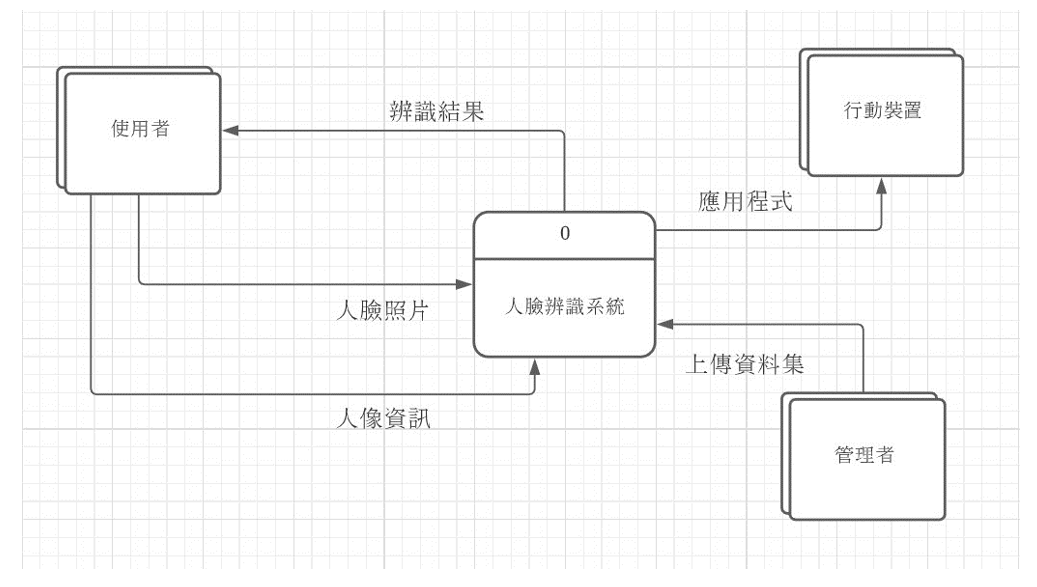 使用者
辨識結果
行動裝置
應用程式
0
人臉辨識系統
人臉照片
上傳資料集
人像資訊
管理者